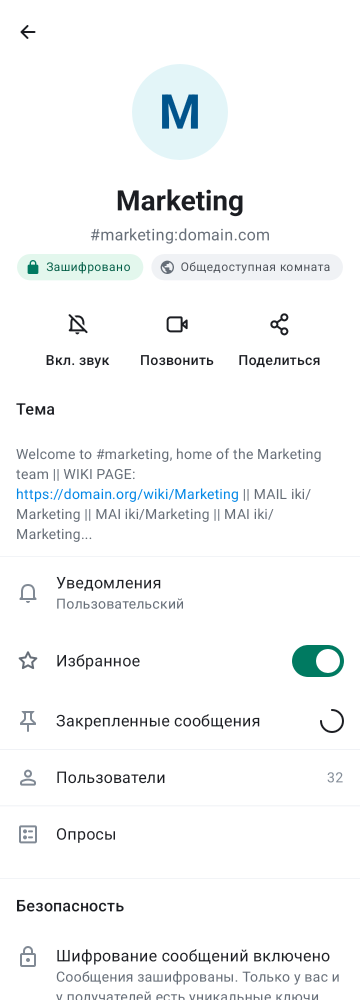 M
Marketing
#marketing:domain.com
Зашифровано
Общедоступная комната
Вкл. звук
Позвонить
Поделиться
Тема
Welcome to #marketing, home of the Marketing
team || WIKI PAGE:
https://domain.org/wiki/Marketing || MAIL iki/
Marketing || MAI iki/Marketing || MAI iki/
Marketing...
Уведомления
Пользовательский
Избранное
Закрепленные сообщения
Пользователи
32
Опросы
Безопасность
Шифрование сообщений включено
Сообщения зашифрованы. Только у вас и
у получателей есть уникальные ключи